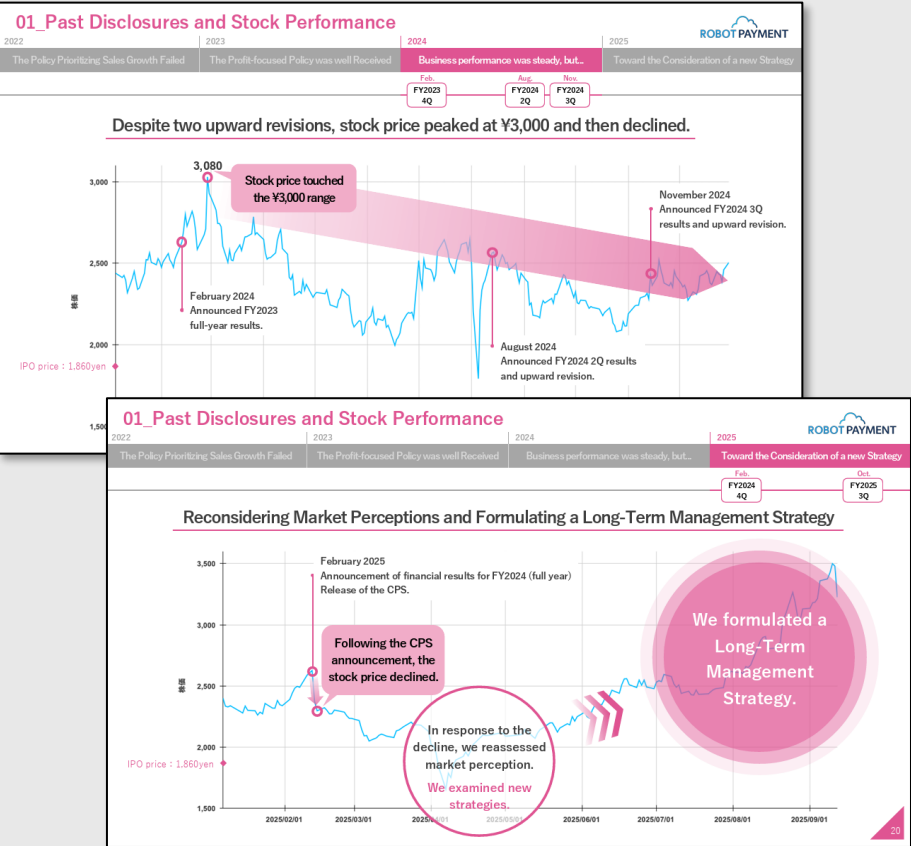 01_Past Disclosures and Stock Performance
ROBOT PAYMENT
2022
2023
2024
2025
The Policy Prioritizing Sales Growth Failed
The Profit-focused Policy was well Received
Business performance was steady, but...
Toward the Consideration of a new Strategy
Feb.
Aug.
Nov.
FY2023
4Q
FY2024
2Q
FY2024
3Q
Despite two upward revisions, stock price peaked at ¥3,000 and then declined.
3,080
Stock price touched
the ¥3,000 range
3,000
November 2024
Announced FY2024 3Q
results and upward revision.
2,500
株価
February 2024
Announced FY2023
full-year results.
2,000
August 2024
Announced FY2024 2Q results
and upward revision.
IPO price：1,860yen
1,500
01_Past Disclosures and Stock Performance
ROBOT PAYMENT
2022
2023
2024
2025
The Policy Prioritizing Sales Growth Failed
The Profit-focused Policy was well Received
Business performance was steady, but...
Toward the Consideration of a new Strategy
Feb.
Oct.
FY2024
4Q
FY2025
3Q
Reconsidering Market Perceptions and Formulating a Long-Term Management Strategy
3,500
February 2025
Announcement of financial results for FY2024 (full year)
Release of the CPS.
3,000
Following the CPS
announcement, the
stock price declined.
We formulated a
Long-Term
Management
Strategy.
2,500
株価
In response to the
decline, we reassessed
market perception.
We examined new
strategies.
2,000
IPO price：1,860yen
1,500
2025/02/01
2025/03/01
2025/04/01
2025/05/01
2025/06/01
2025/07/01
2025/08/01
2025/09/01
20